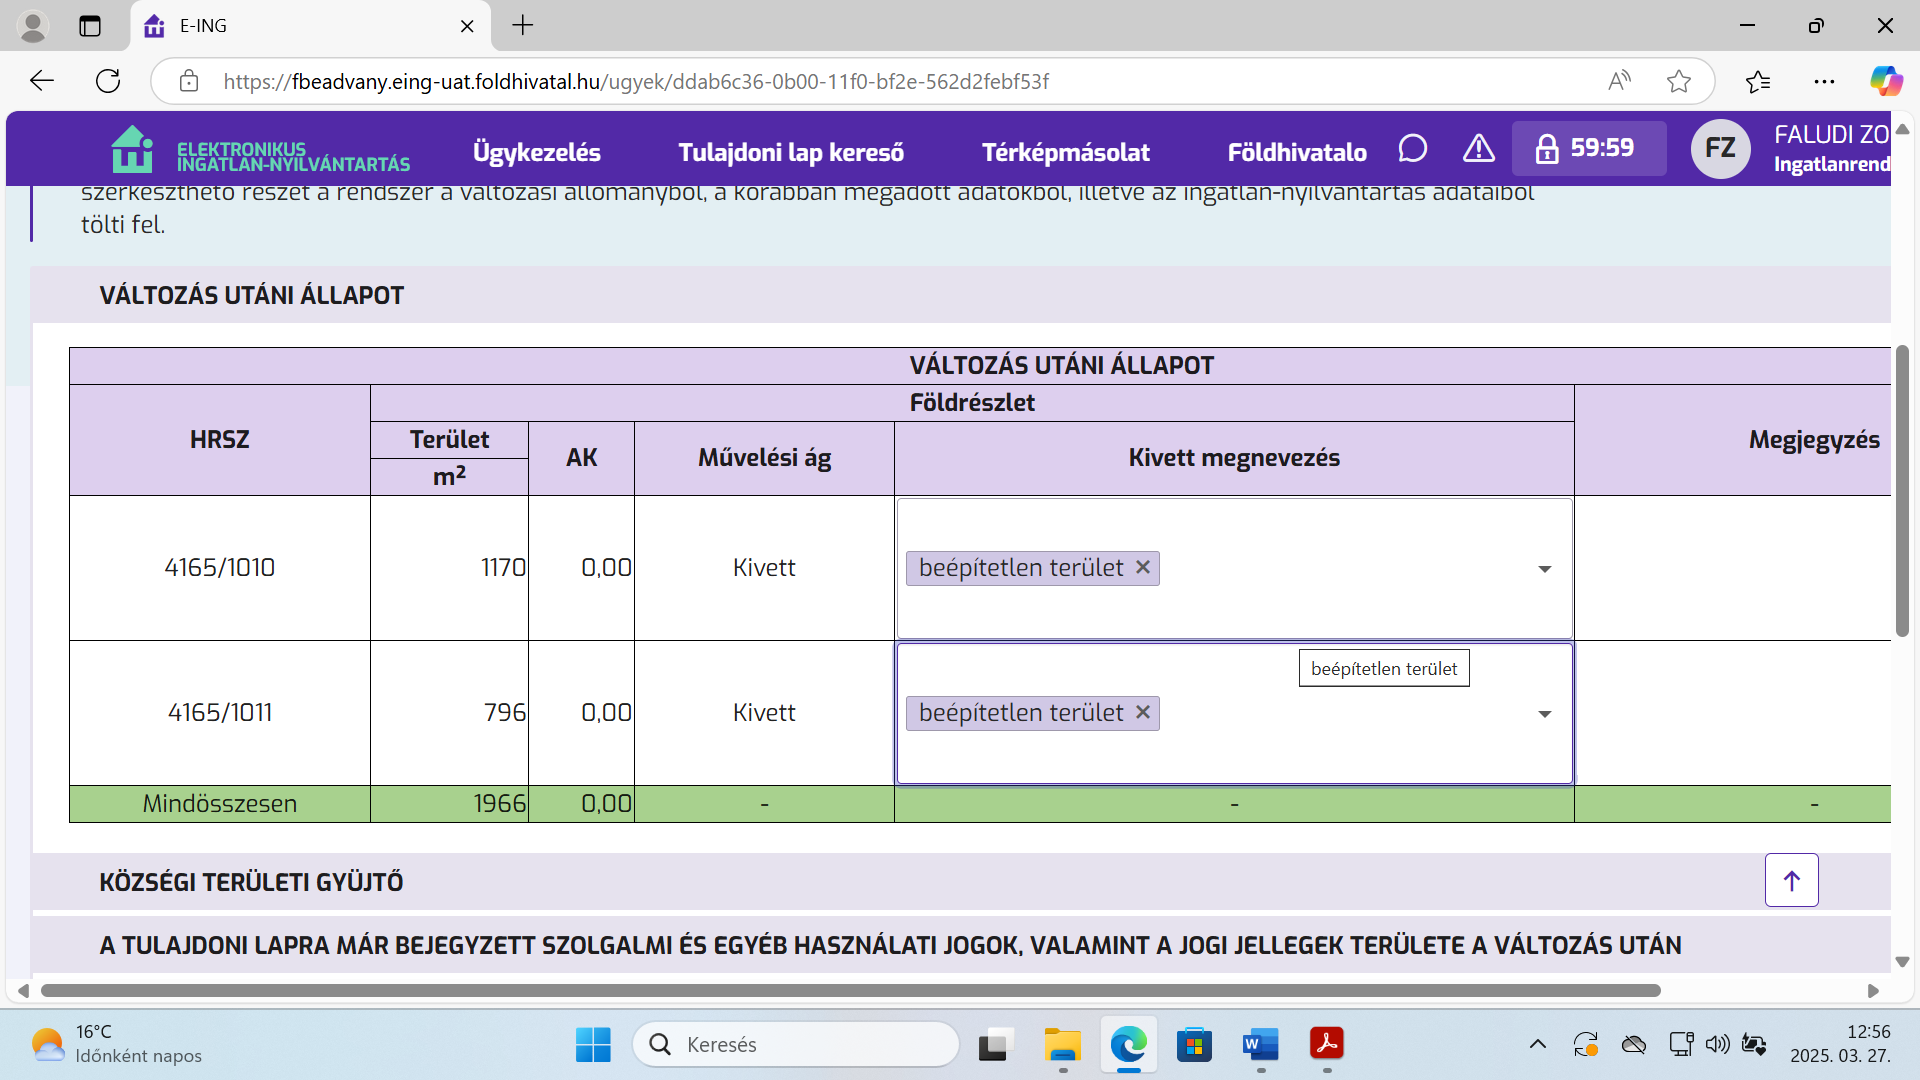 E-ING
https://fbeadvany.eing-uat.foldhivatal.hu/ugyek/ddab6c36-0b00-11f0-bf2e-562d2febf53f
ELEKTRONIKUS
INGATLAN-NYILVÁNTARTÁS
Ügykezelés
Tulajdoni lap kereső
Térképmásolat
Földhivatalo
59:59
FZ
FALUDI ZO
Ingatlanrend
szerkeszthető részét a rendszer a változási állományból, a korábban megadott adatokból, illetve az ingatlan-nyilvántartás adataiból
tölti fel.
VÁLTOZÁS UTÁNI ÁLLAPOT
VÁLTOZÁS UTÁNI ÁLLAPOT
HRSZ
Földrészlet
Megjegyzés
Terület
m²
AK
Művelési ág
Kivett megnevezés
4165/1010 1170 0,00 Kivett beépítetlen terület ×
beépítetlen terület
4165/1011 796 0,00 Kivett beépítetlen terület ×
Mindösszesen 1966 0,00 - - -
KÖZSÉGI TERÜLETI GYÜJTŐ
A TULAJDONI LAPRA MÁR BEJEGYZETT SZOLGALMI ÉS EGYÉB HASZNÁLATI JOGOK, VALAMINT A JOGI JELLEGEK TERÜLETE A VÁLTOZÁS UTÁN
16°C
Időnként napos
Keresés
12:56
2025. 03. 27.